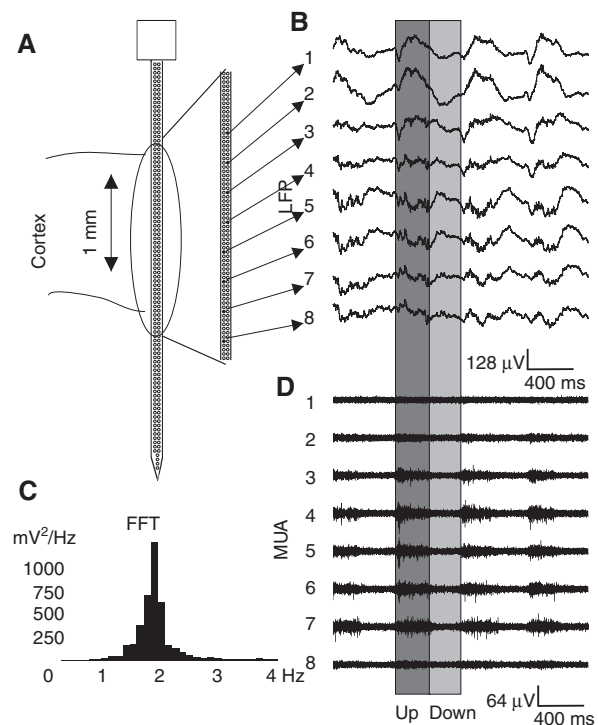 A
Cortex
1 mm
B
LFP
1
2
3
4
5
6
7
8
128 µV
400 ms
C
FFT
mV²/Hz
1000
750
500
250
0 1 2 3 4 Hz
D
MUA
1
2
3
4
5
6
7
8
Up Down
64 µV
400 ms